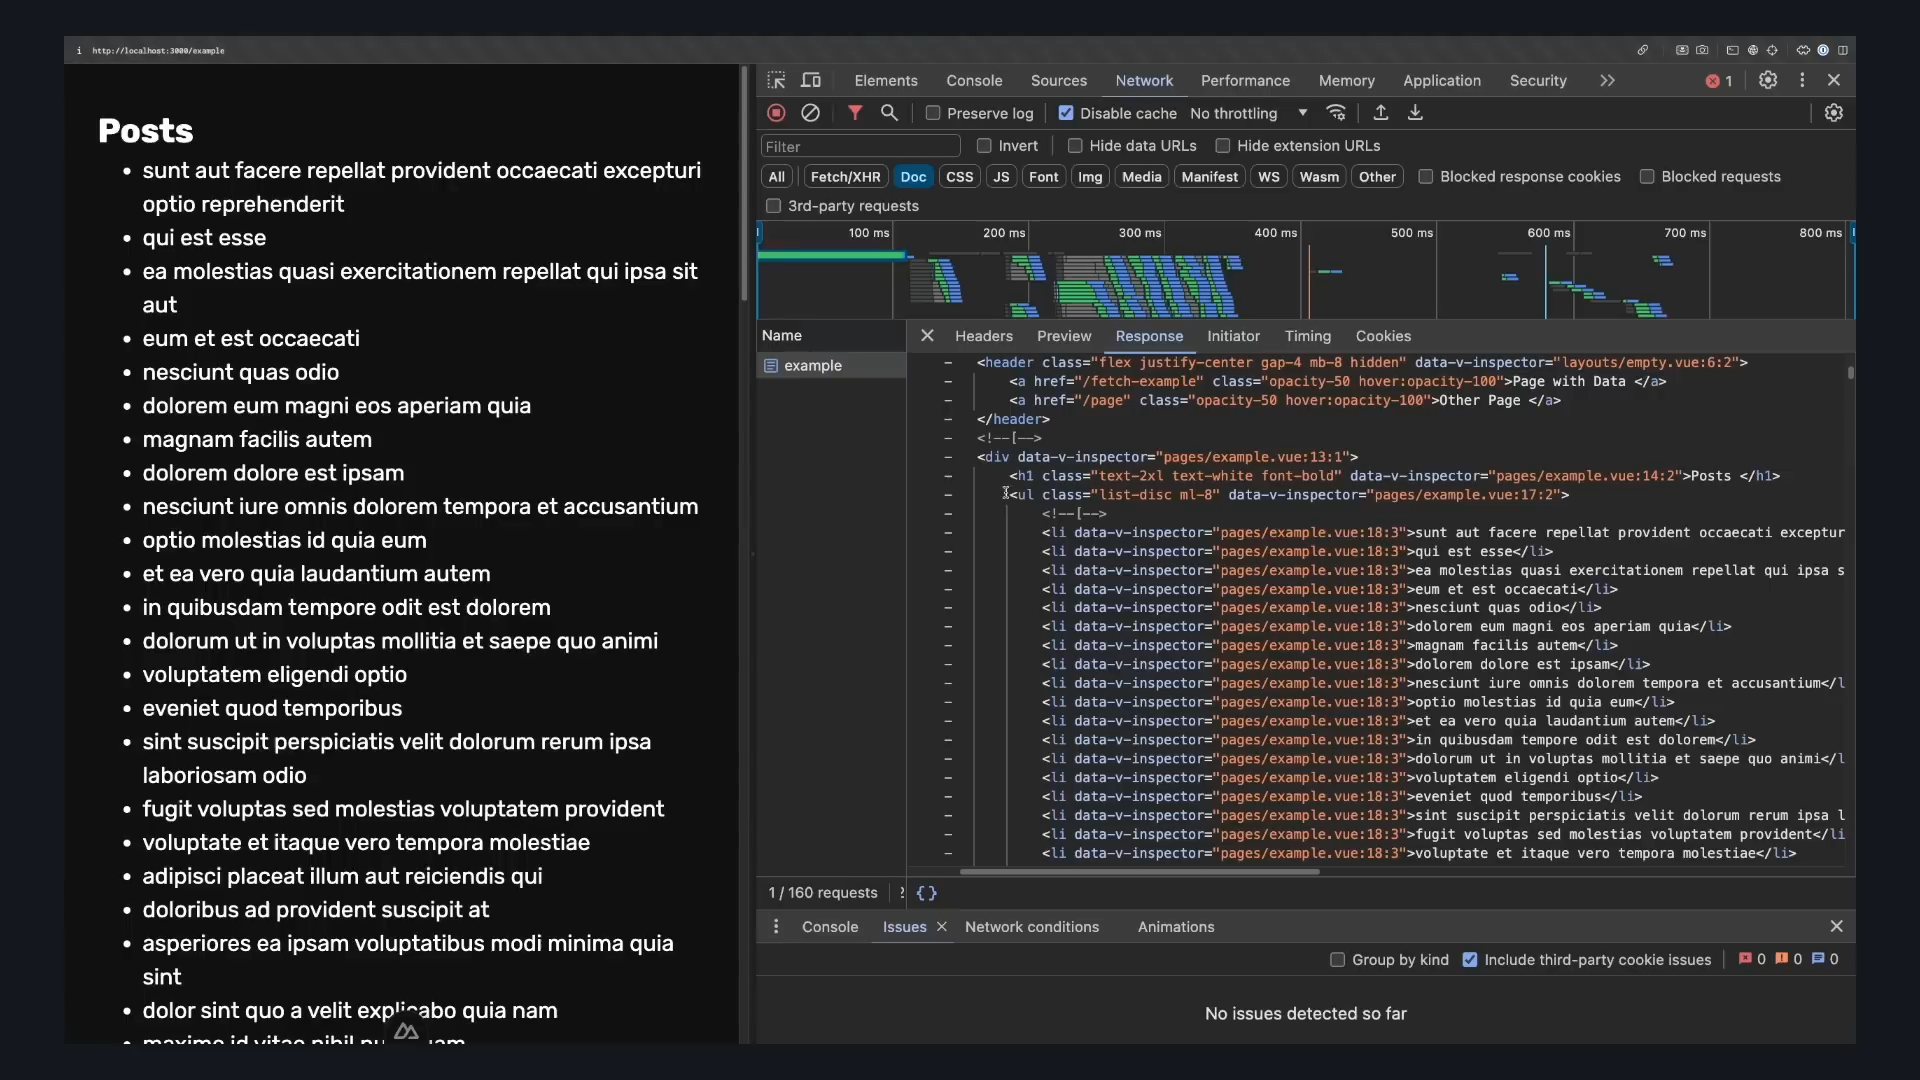 http://localhost:3000/example
Posts
sunt aut facere repellat provident occaecati excepturi
optio reprehenderit
qui est esse
ea molestias quasi exercitationem repellat qui ipsa sit
aut
eum et est occaecati
nesciunt quas odio
dolorem eum magni eos aperiam quia
magnam facilis autem
dolorem dolore est ipsam
nesciunt iure omnis dolorem tempora et accusantium
optio molestias id quia eum
et ea vero quia laudantium autem
in quibusdam tempore odit est dolorem
dolorum ut in voluptas mollitia et saepe quo animi
voluptatem eligendi optio
eveniet quod temporibus
sint suscipit perspiciatis velit dolorum rerum ipsa
laboriosam odio
fugit voluptas sed molestias voluptatem provident
voluptate et itaque vero tempora molestiae
adipisci placeat illum aut reiciendis qui
doloribus ad provident suscipit at
asperiores ea ipsam voluptatibus modi minima quia
sint
dolor sint quo a velit explicabo quia nam
Elements Console Sources Network Performance Memory Application Security 1
Preserve log Disable cache No throttling
Filter Invert Hide data URLs Hide extension URLs
All Fetch/XHR Doc CSS JS Font Img Media Manifest WS Wasm Other Blocked response cookies Blocked requests
3rd-party requests
100 ms 200 ms 300 ms 400 ms 500 ms 600 ms 700 ms 800 ms
Name Headers Preview Response Initiator Timing Cookies
example
<header class="flex justify-center gap-4 mb-8 hidden" data-v-inspector="layouts/empty.vue:6:2">
<a href="/fetch-example" class="opacity-50 hover:opacity-100">Page with Data </a>
<a href="/page" class="opacity-50 hover:opacity-100">Other Page </a>
</header>
<!--[-->
<div data-v-inspector="pages/example.vue:13:1">
<h1 class="text-2xl text-white font-bold" data-v-inspector="pages/example.vue:14:2">Posts </h1>
<ul class="list-disc ml-8" data-v-inspector="pages/example.vue:17:2">
<!--[-->
<li data-v-inspector="pages/example.vue:18:3">sunt aut facere repellat provident occaecati exceptur
<li data-v-inspector="pages/example.vue:18:3">qui est esse</li>
<li data-v-inspector="pages/example.vue:18:3">ea molestias quasi exercitationem repellat qui ipsa s
<li data-v-inspector="pages/example.vue:18:3">eum et est occaecati</li>
<li data-v-inspector="pages/example.vue:18:3">nesciunt quas odio</li>
<li data-v-inspector="pages/example.vue:18:3">dolorem eum magni eos aperiam quia</li>
<li data-v-inspector="pages/example.vue:18:3">magnam facilis autem</li>
<li data-v-inspector="pages/example.vue:18:3">dolorem dolore est ipsam</li>
<li data-v-inspector="pages/example.vue:18:3">nesciunt iure omnis dolorem tempora et accusantium</l
<li data-v-inspector="pages/example.vue:18:3">optio molestias id quia eum</li>
<li data-v-inspector="pages/example.vue:18:3">et ea vero quia laudantium autem</li>
<li data-v-inspector="pages/example.vue:18:3">in quibusdam tempore odit est dolorem</li>
<li data-v-inspector="pages/example.vue:18:3">dolorum ut in voluptas mollitia et saepe quo animi</l
<li data-v-inspector="pages/example.vue:18:3">voluptatem eligendi optio</li>
<li data-v-inspector="pages/example.vue:18:3">eveniet quod temporibus</li>
<li data-v-inspector="pages/example.vue:18:3">sint suscipit perspiciatis velit dolorum rerum ipsa l
<li data-v-inspector="pages/example.vue:18:3">fugit voluptas sed molestias voluptatem provident</li
<li data-v-inspector="pages/example.vue:18:3">voluptate et itaque vero tempora molestiae</li>
1 / 160 requests { }
Console Issues Network conditions Animations
Group by kind Include third-party cookie issues 0 0 0
No issues detected so far